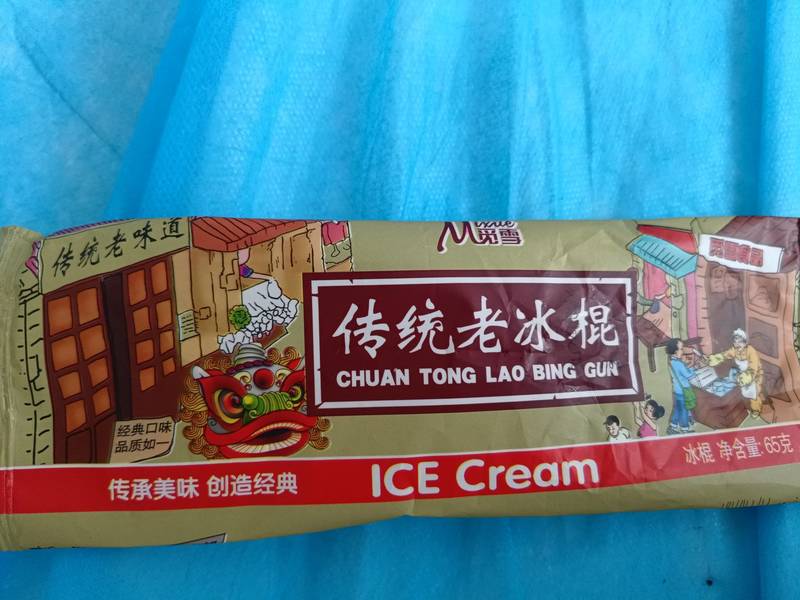 传统老味道
觅雪
传统老冰棍
CHUAN TONG LAO BING GUN
经典口味
品质如一
传承美味 创造经典
ICE Cream
冰棍 净含量: 65克